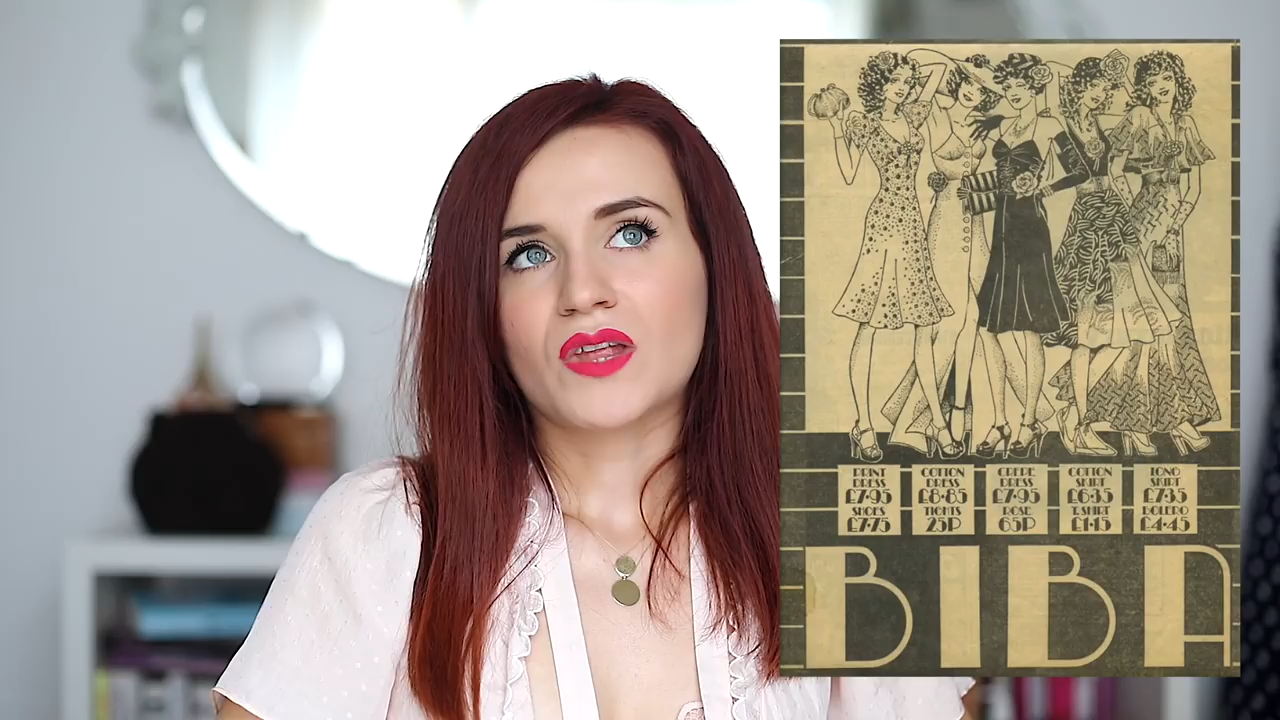 PRINT
DRESS
£7·95
SHOES
£7·75
COTTON
DRESS
£8·85
TIGHTS
25P
CREPE
DRESS
£7·95
ROSE
65P
COTTON
SKIRT
£6·35
T.SHIRT
£1·15
LONG
SKIRT
£7·35
BOLERO
£4·45
BIBA